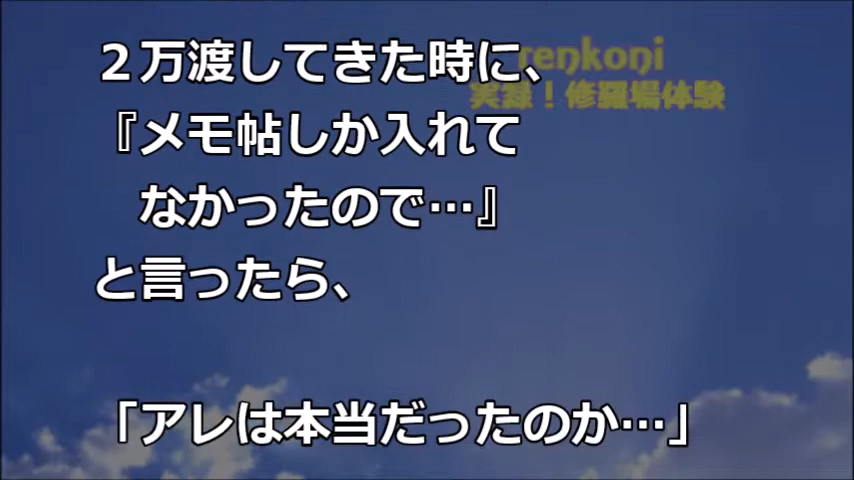 renkoni
実録！修羅場体験
２万渡してきた時に、
『メモ帖しか入れて
なかったので…』
と言ったら、
「アレは本当だったのか…」